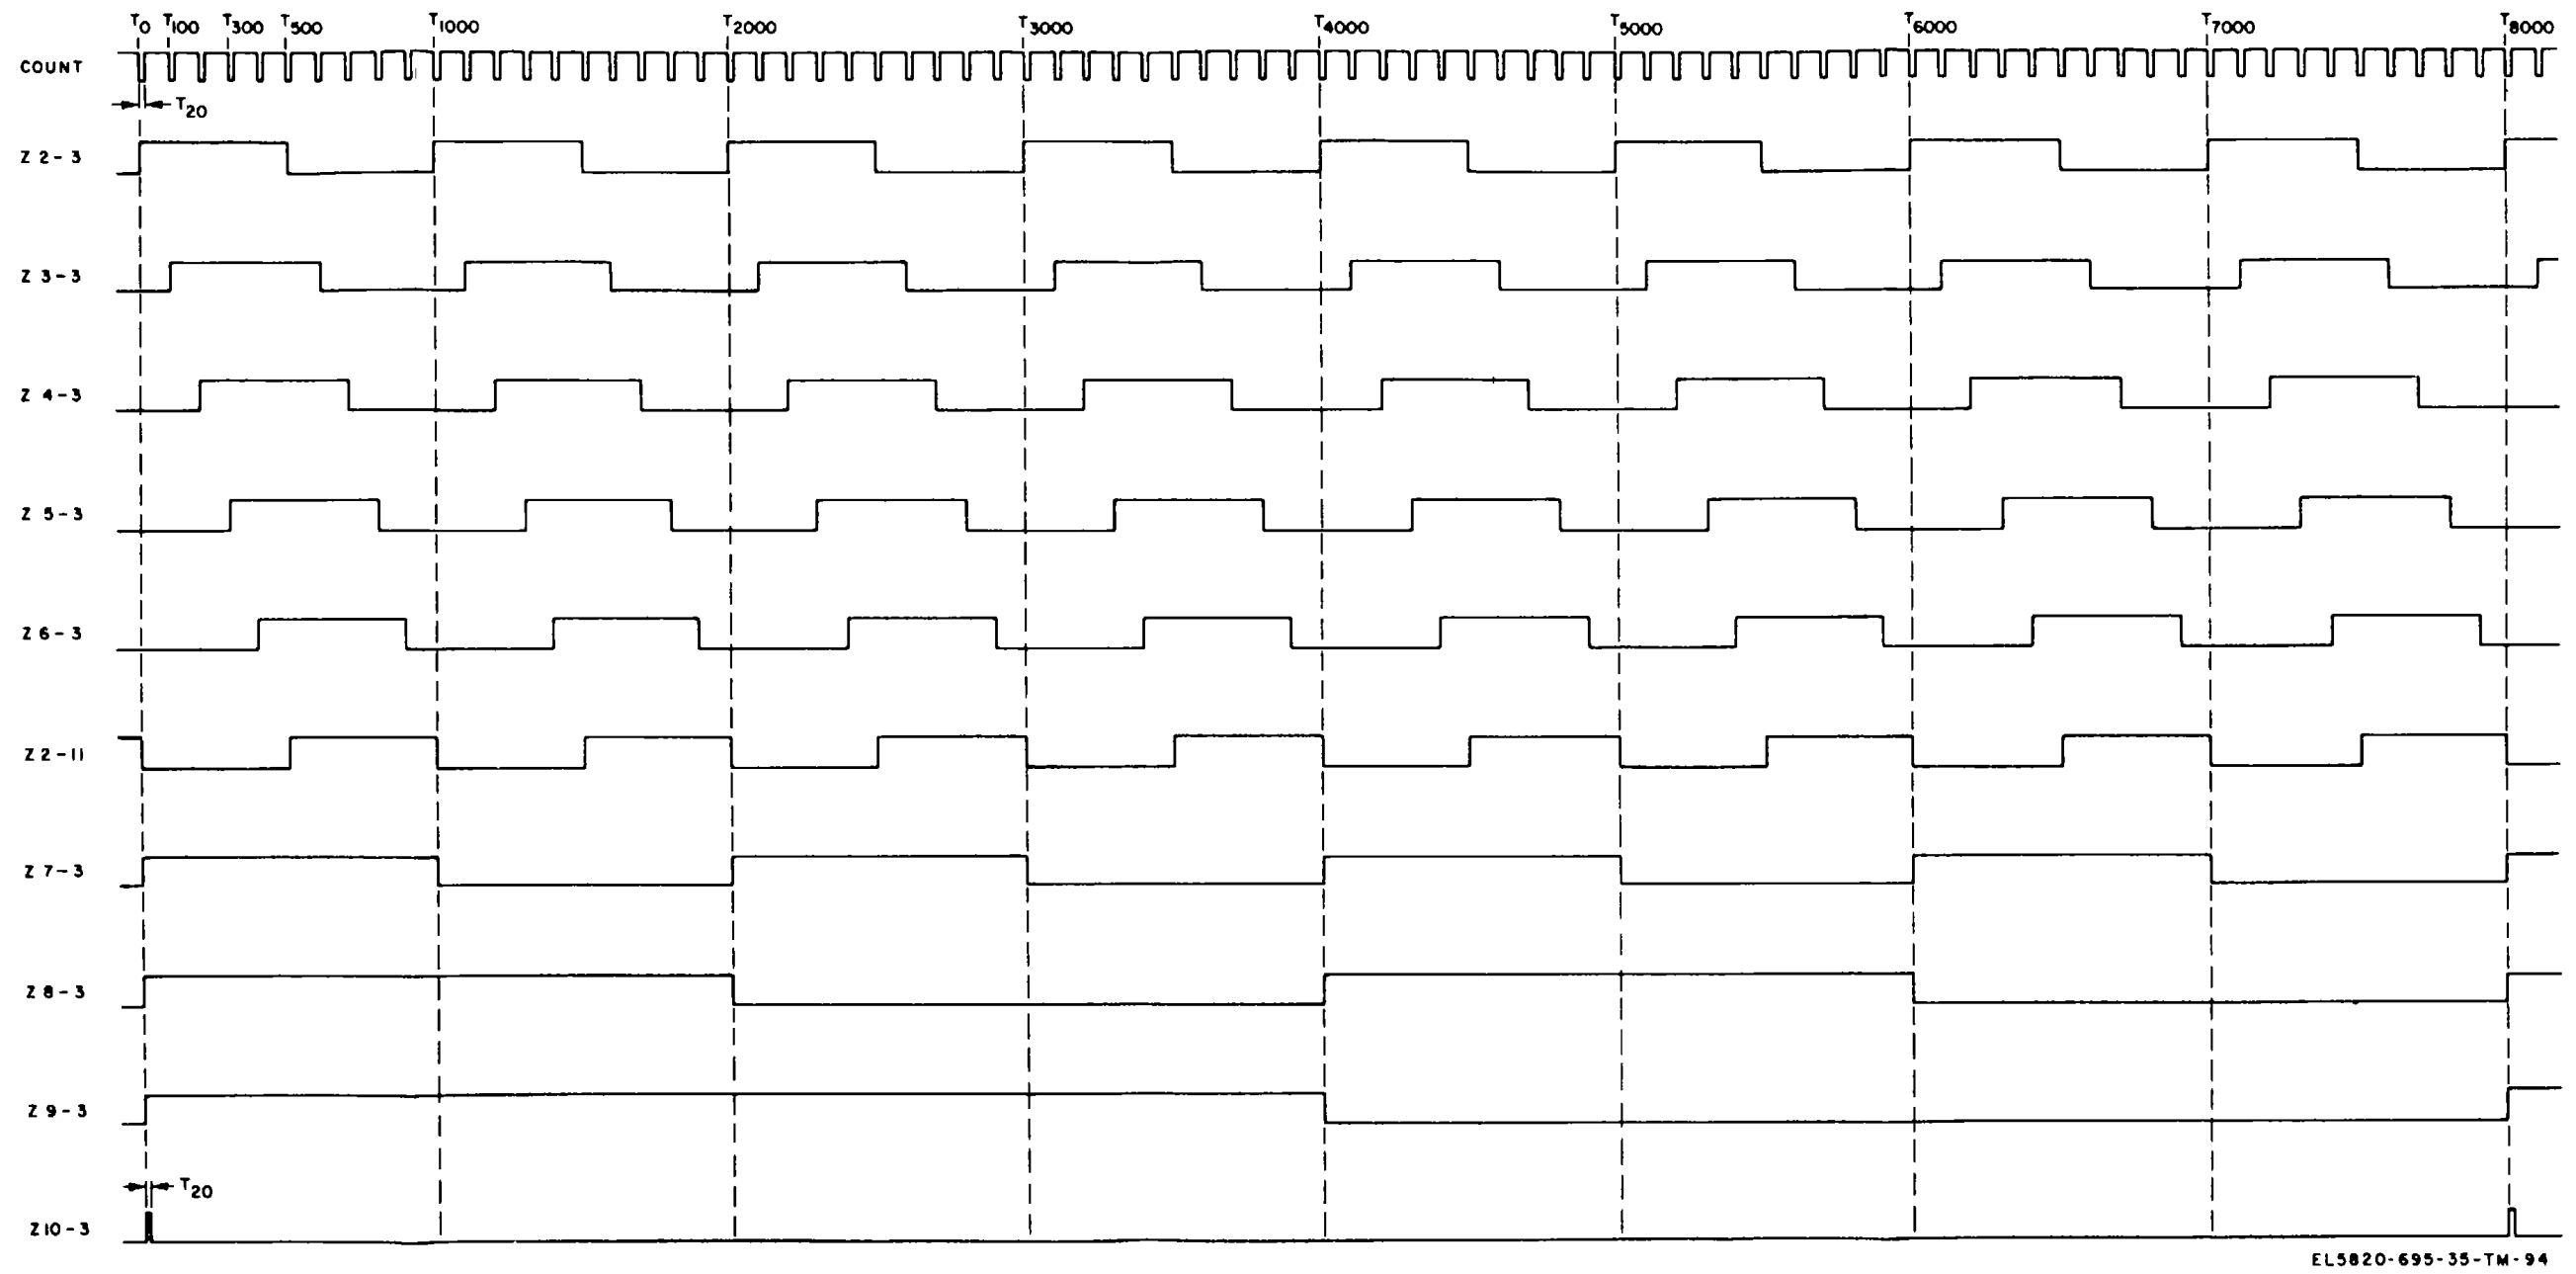 T0 T100 T300 T500 T1000 T2000 T3000 T4000 T5000 T6000 T7000 T8000
COUNT
T20
Z 2-3
Z 3-3
Z 4-3
Z 5-3
Z 6-3
Z 2-11
Z 7-3
Z 8-3
Z 9-3
T20
Z10-3
EL5820-695-35-TM-94